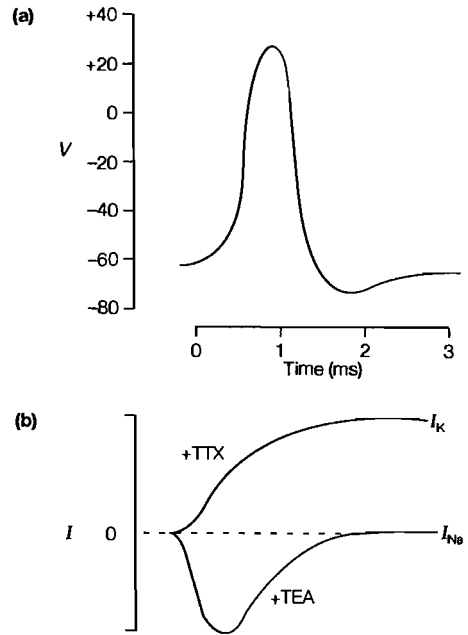 (a)
+40
+20
0
V
−20
−40
−60
−80
0 1 2 3
Time (ms)
(b)
I_K
+TTX
I 0
I_Na
+TEA